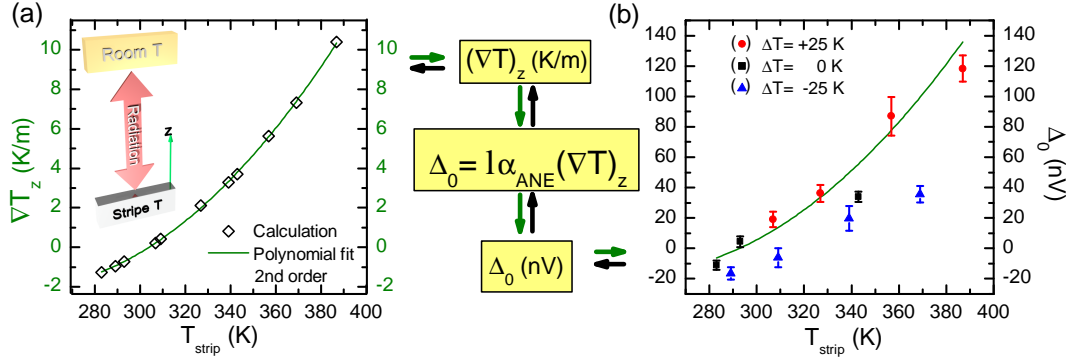 (a)
10
8
6
4
2
0
-2
∇T_z (K/m)
Room T
Radiation
z
Stripe T
Calculation
Polynomial fit
2nd order
10
8
6
4
2
0
-2
280 300 320 340 360 380 400
T_strip (K)
(∇T)_z (K/m)
Δ_0 = lα_ANE(∇T)_z
Δ_0 (nV)
(b)
140
120
100
80
60
40
20
0
-20
( ) ΔT= +25 K
( ) ΔT= 0 K
( ) ΔT= -25 K
140
120
100
80
60
40
20
0
-20
Δ_0 (nV)
280 300 320 340 360 380 400
T_strip (K)